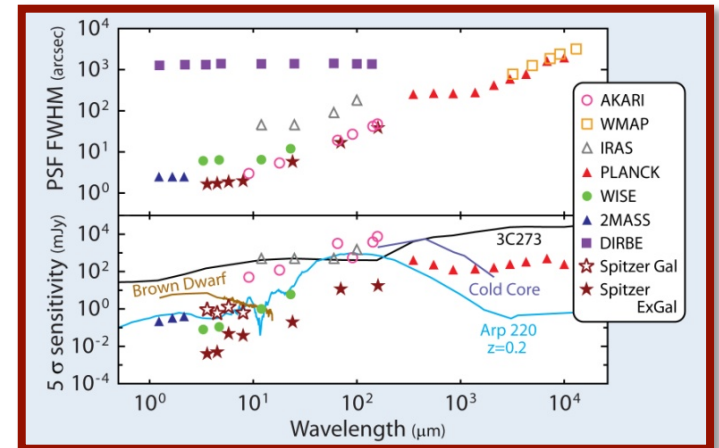 PSF FWHM (arcsec)
10⁴
10³
10²
10¹
10⁰
AKARI
WMAP
IRAS
PLANCK
WISE
2MASS
DIRBE
Spitzer Gal
Spitzer
ExGal
5 σ sensitivity (mJy)
10⁴
10²
10⁰
10⁻²
10⁻⁴
3C273
Brown Dwarf
Cold Core
Arp 220
z=0.2
10⁰ 10¹ 10² 10³ 10⁴
Wavelength (μm)